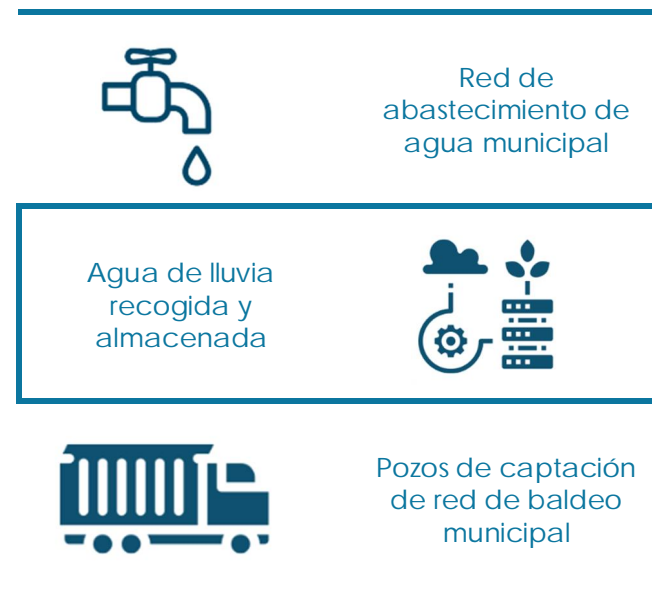 Red de
abastecimiento de
agua municipal
Agua de lluvia
recogida y
almacenada
Pozos de captación
de red de baldeo
municipal